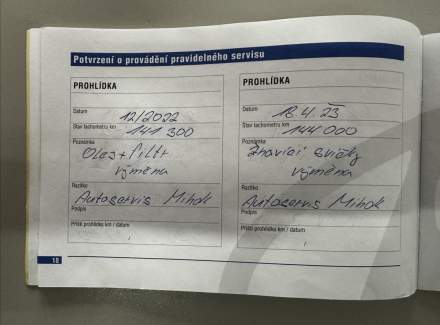 Potvrzení o provádění pravidelného servisu
PROHLÍDKA
Datum 12/2022
Stav tachometru km 141 300
Poznámka
Olej + filtr
výměna
Razítko
Autoservis Mihok
Podpis
Příští prohlídka km / datum
/
PROHLÍDKA
Datum 18.4.23
Stav tachometru km 144 000
Poznámka
Žhavící svíčky
výměna
Razítko
Autoservis Mihok
Podpis
Příští prohlídka km / datum
/
18